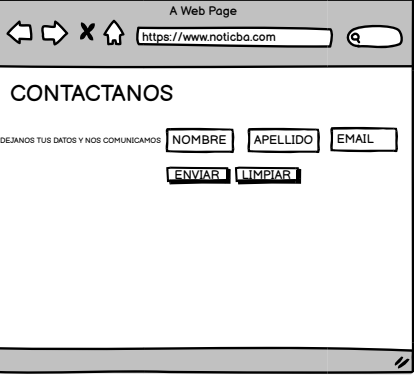 A Web Page
https://www.noticba.com
CONTACTANOS
DEJANOS TUS DATOS Y NOS COMUNICAMOS NOMBRE APELLIDO EMAIL
ENVIAR LIMPIAR